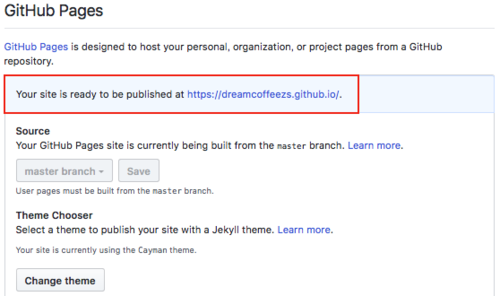 GitHub Pages
GitHub Pages is designed to host your personal, organization, or project pages from a GitHub
repository.
Your site is ready to be published at https://dreamcoffeezs.github.io/.
Source
Your GitHub Pages site is currently being built from the master branch. Learn more.
master branch Save
User pages must be built from the master branch.
Theme Chooser
Select a theme to publish your site with a Jekyll theme. Learn more.
Your site is currently using the Cayman theme.
Change theme